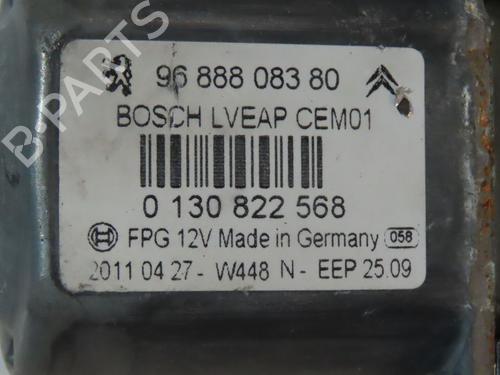 96 888 083 80
BOSCH LVEAP CEM01
0 130 822 568
FPG 12V Made in Germany 058
2011 04 27 - W448 N - EEP 25.09